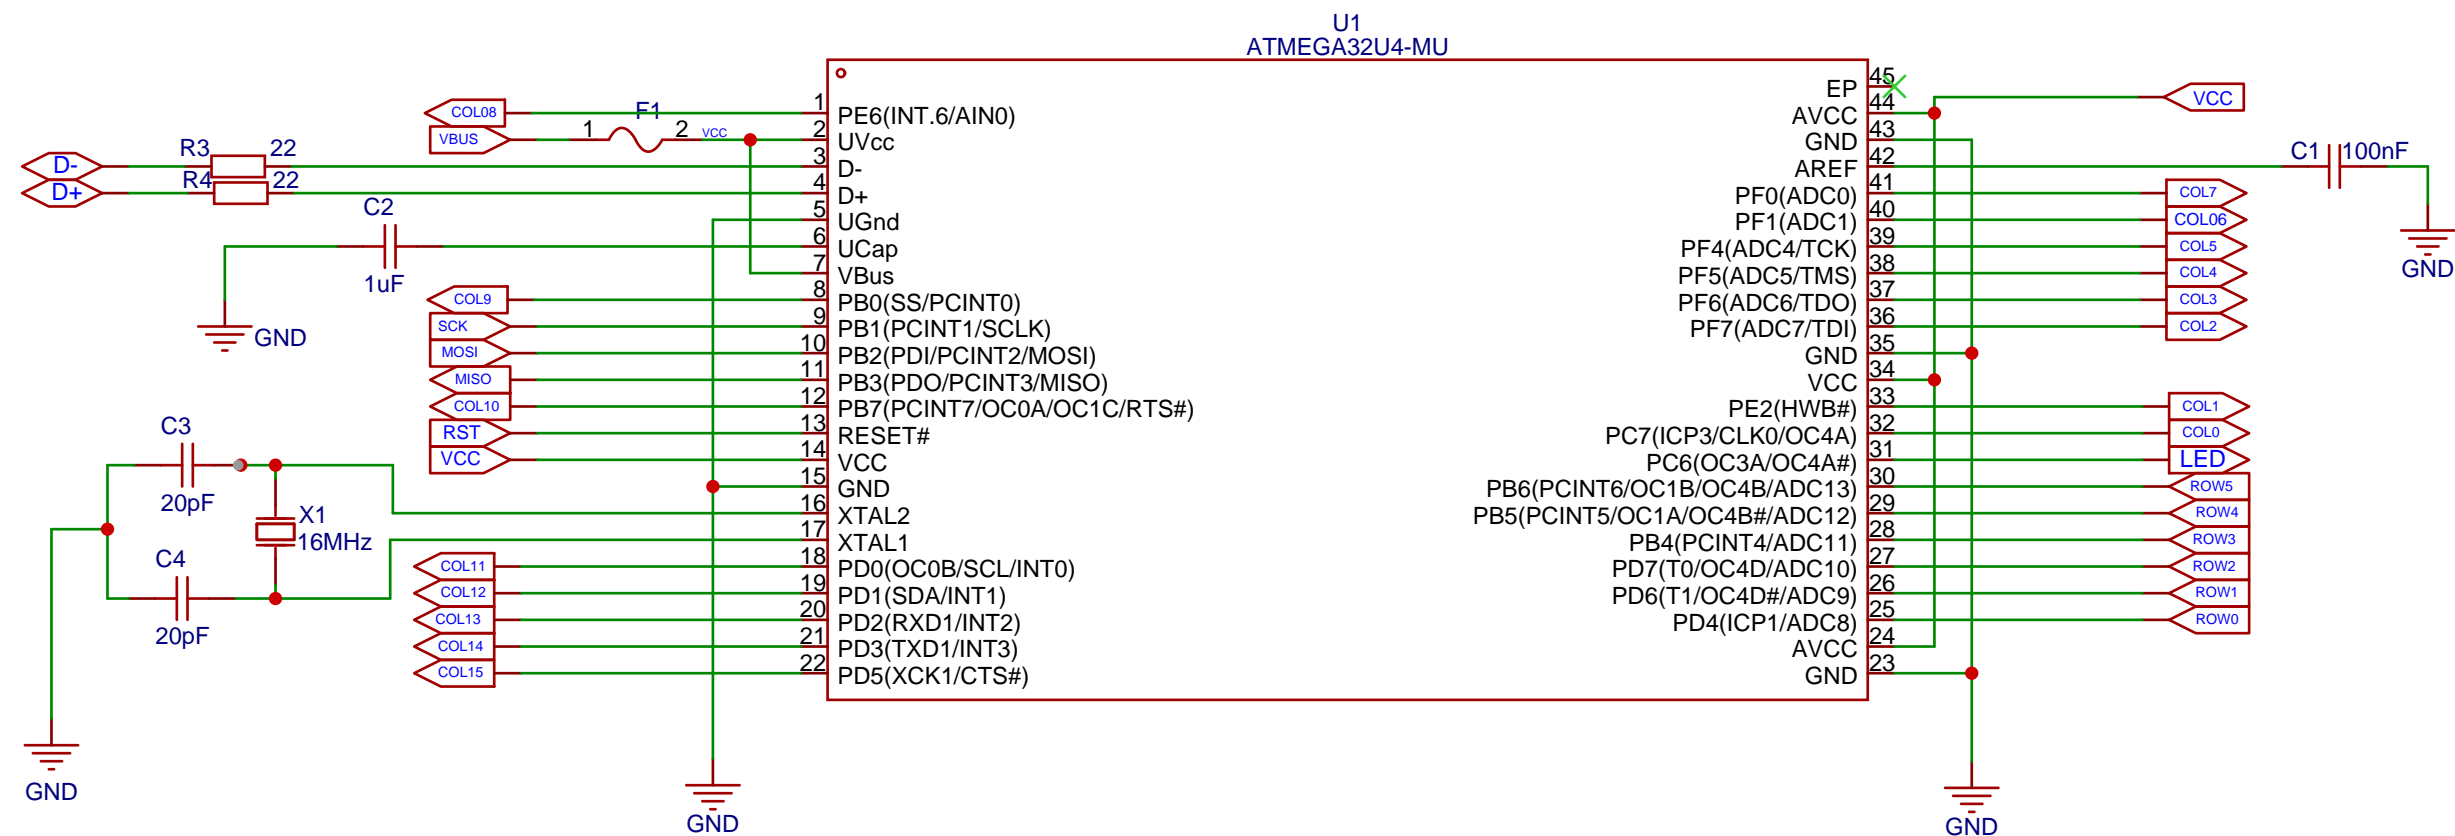 U1
ATMEGA32U4-MU
COL08
VBUS
F1
1
2
VCC
D-
R3
22
D+
R4
22
C2
1uF
GND
COL9
SCK
MOSI
MISO
COL10
RST
VCC
C3
20pF
X1
16MHz
C4
20pF
COL11
COL12
COL13
COL14
COL15
GND
GND
1 PE6(INT.6/AIN0)
2 UVcc
3 D-
4 D+
5 UGnd
6 UCap
7 VBus
8 PB0(SS/PCINT0)
9 PB1(PCINT1/SCLK)
10 PB2(PDI/PCINT2/MOSI)
11 PB3(PDO/PCINT3/MISO)
12 PB7(PCINT7/OC0A/OC1C/RTS#)
13 RESET#
14 VCC
15 GND
16 XTAL2
17 XTAL1
18 PD0(OC0B/SCL/INT0)
19 PD1(SDA/INT1)
20 PD2(RXD1/INT2)
21 PD3(TXD1/INT3)
22 PD5(XCK1/CTS#)
EP 45
AVCC 44
GND 43
AREF 42
PF0(ADC0) 41
PF1(ADC1) 40
PF4(ADC4/TCK) 39
PF5(ADC5/TMS) 38
PF6(ADC6/TDO) 37
PF7(ADC7/TDI) 36
GND 35
VCC 34
PE2(HWB#) 33
PC7(ICP3/CLK0/OC4A) 32
PC6(OC3A/OC4A#) 31
PB6(PCINT6/OC1B/OC4B/ADC13) 30
PB5(PCINT5/OC1A/OC4B#/ADC12) 29
PB4(PCINT4/ADC11) 28
PD7(T0/OC4D/ADC10) 27
PD6(T1/OC4D#/ADC9) 26
PD4(ICP1/ADC8) 25
AVCC 24
GND 23
VCC
C1
100nF
GND
COL7
COL06
COL5
COL4
COL3
COL2
COL1
COL0
LED
ROW5
ROW4
ROW3
ROW2
ROW1
ROW0
GND